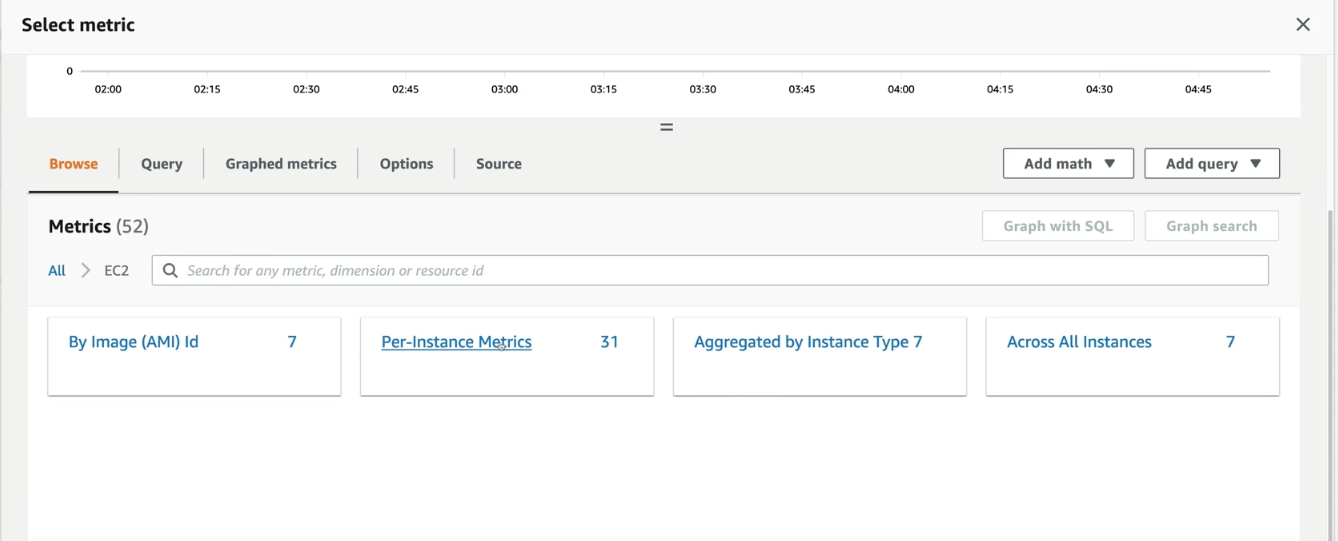 Select metric
0
02:00 02:15 02:30 02:45 03:00 03:15 03:30 03:45 04:00 04:15 04:30 04:45
Browse Query Graphed metrics Options Source Add math Add query
Metrics (52) Graph with SQL Graph search
All EC2 Search for any metric, dimension or resource id
By Image (AMI) Id 7 Per-Instance Metrics 31 Aggregated by Instance Type 7 Across All Instances 7